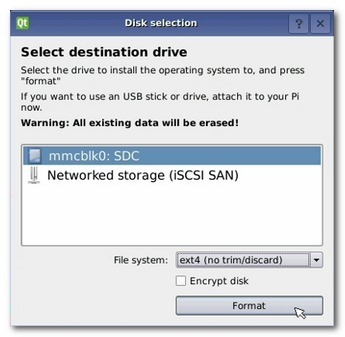 Qt
Disk selection
?
Select destination drive
Select the drive to install the operating system to, and press
"format"
If you want to use an USB stick or drive, attach it to your Pi
now.
Warning: All existing data will be erased!
mmcblk0: SDC
Networked storage (iSCSI SAN)
File system:
ext4 (no trim/discard)
Encrypt disk
Format